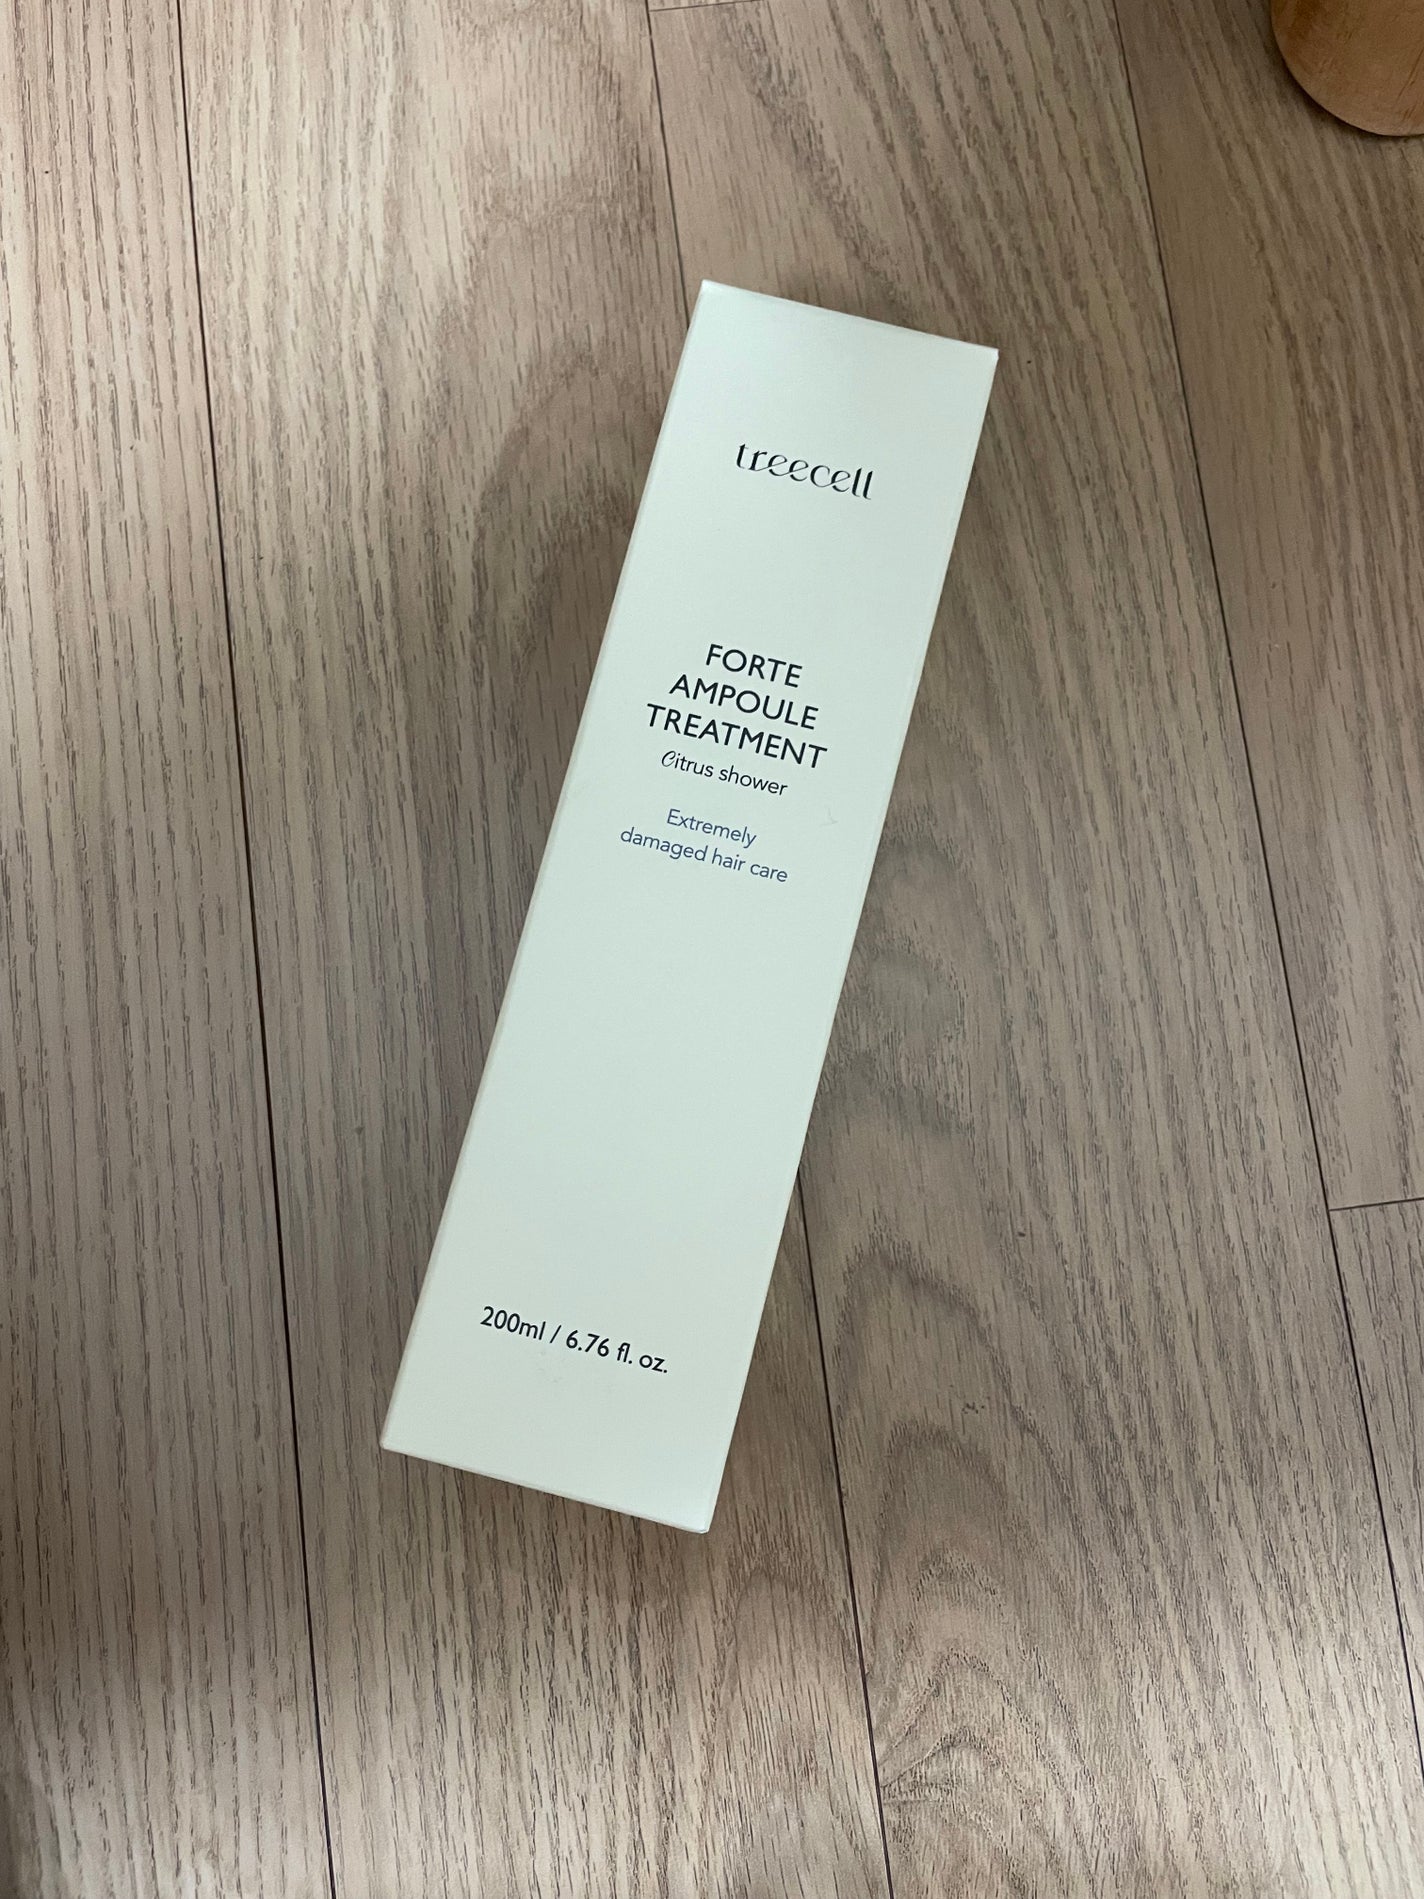 treecell
FORTE
AMPOULE
TREATMENT
Citrus shower
Extremely
damaged hair care
200ml / 6.76 fl. oz.